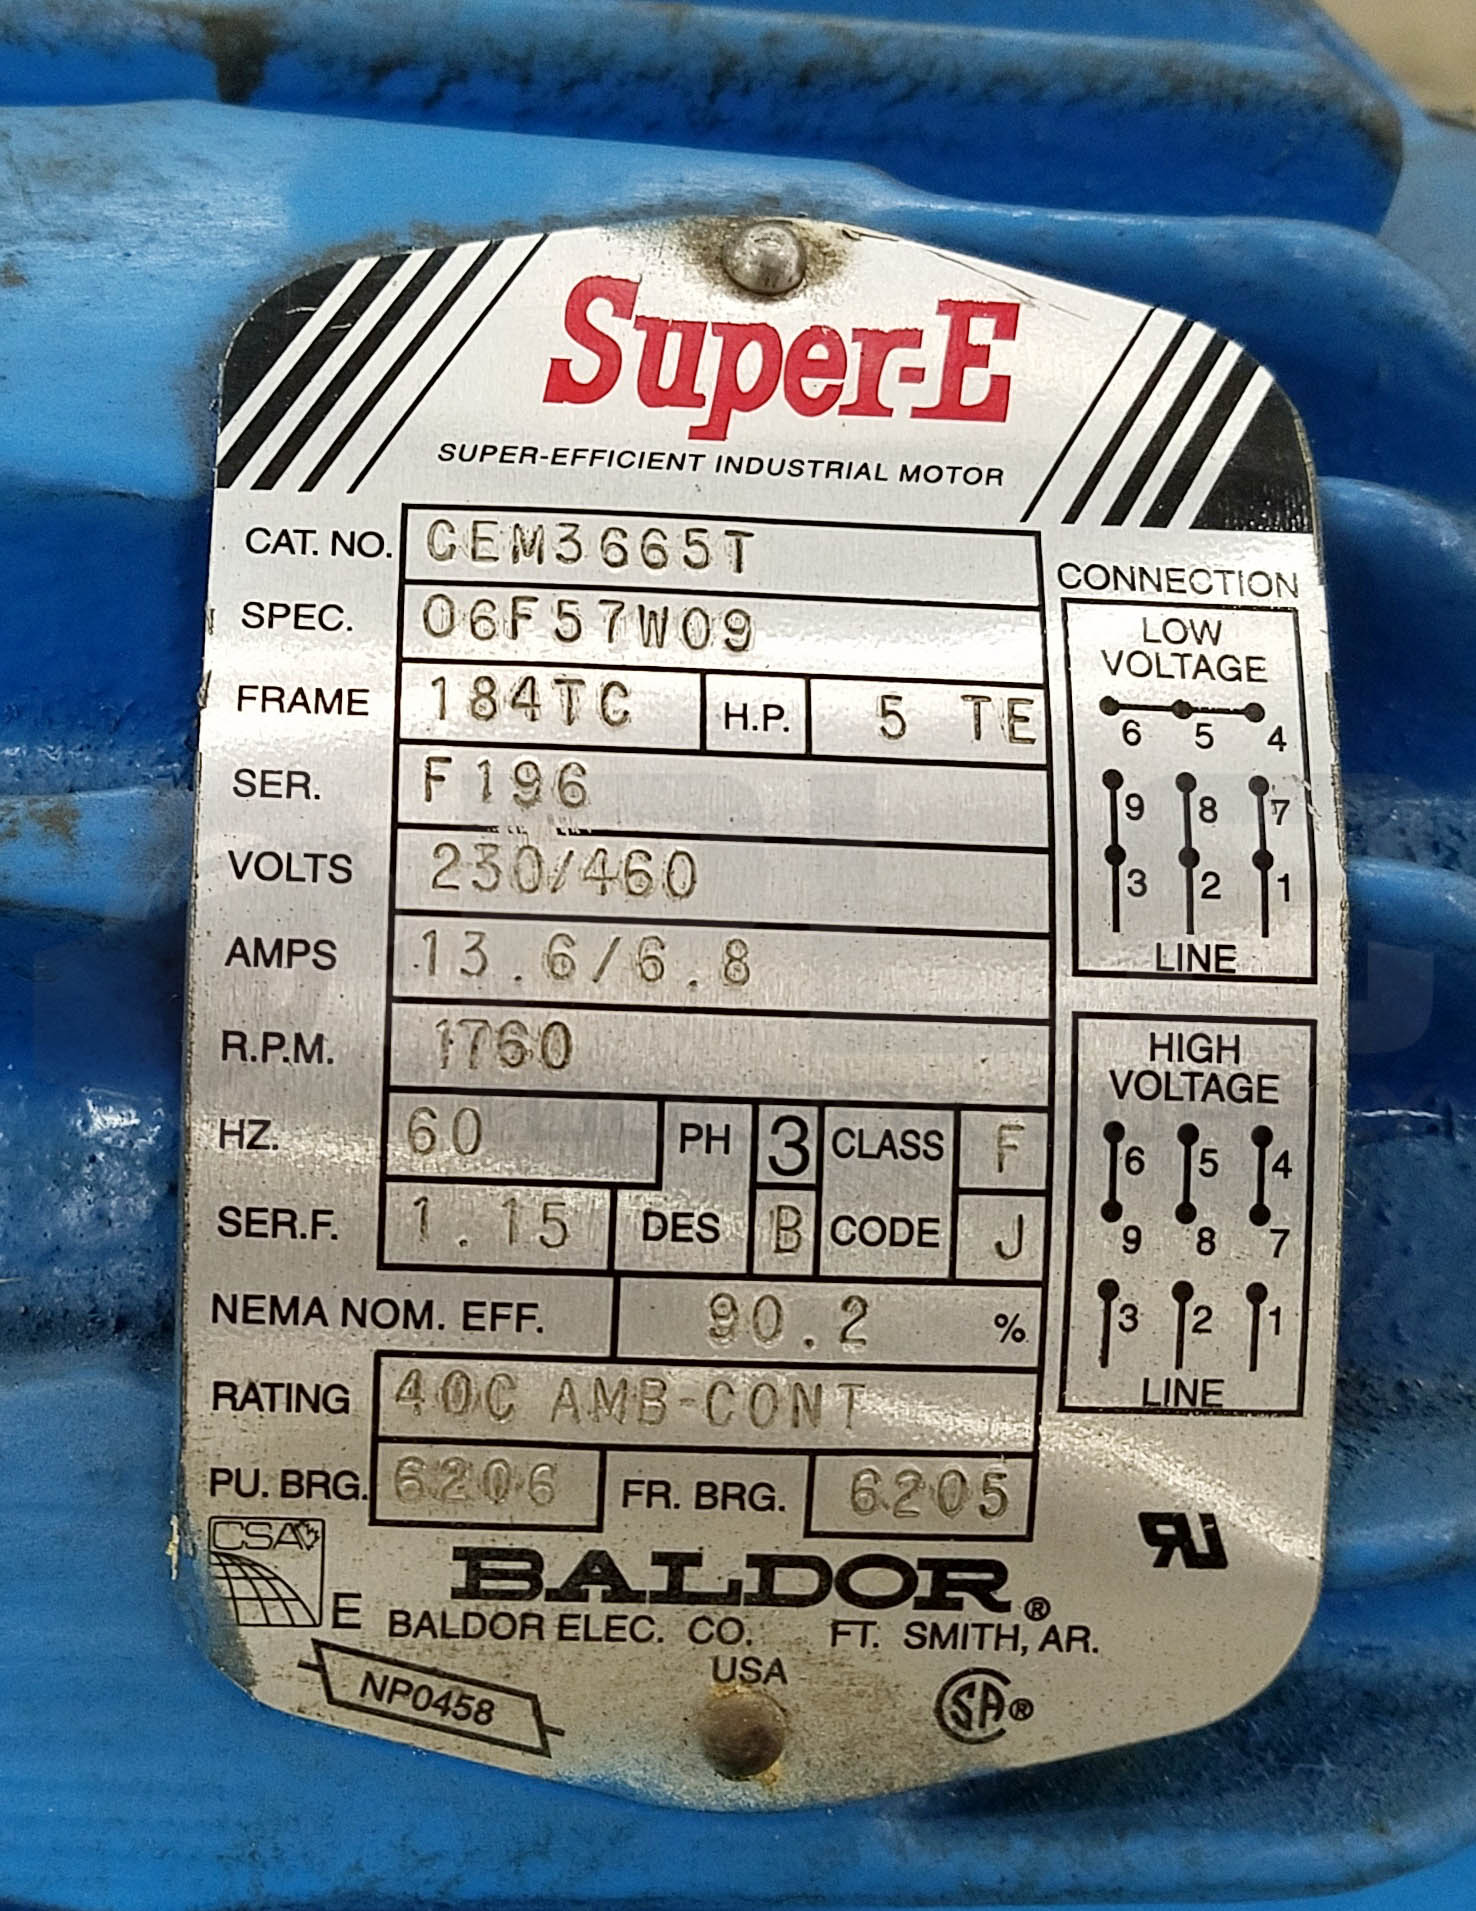 Super-E
SUPER-EFFICIENT INDUSTRIAL MOTOR
CAT. NO. CEM3665T
SPEC. 06F57W09
FRAME 184TC H.P. 5 TE
SER. F196
VOLTS 230/460
AMPS 13.6/6.8
R.P.M. 1760
HZ. 60 PH 3 CLASS F
SER.F. 1.15 DES B CODE J
NEMA NOM. EFF. 90.2 %
RATING 40C AMB-CONT
PU. BRG. 6206 FR. BRG. 6205
CONNECTION
LOW
VOLTAGE
6 5 4
9 8 7
3 2 1
LINE
HIGH
VOLTAGE
6 5 4
9 8 7
3 2 1
LINE
CSA
E
BALDOR®
BALDOR ELEC. CO. FT. SMITH, AR.
USA
NP0458
SA®